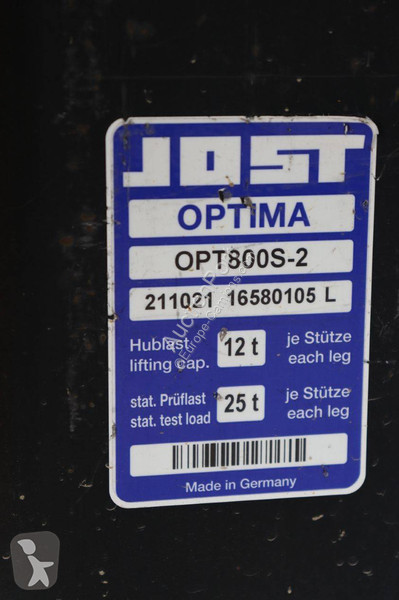 JOST
OPTIMA
OPT800S-2
211021 16580105 L
Hublast 12 t je Stütze
lifting cap. each leg
stat. Prüflast 25 t je Stütze
stat. test load each leg
Made in Germany